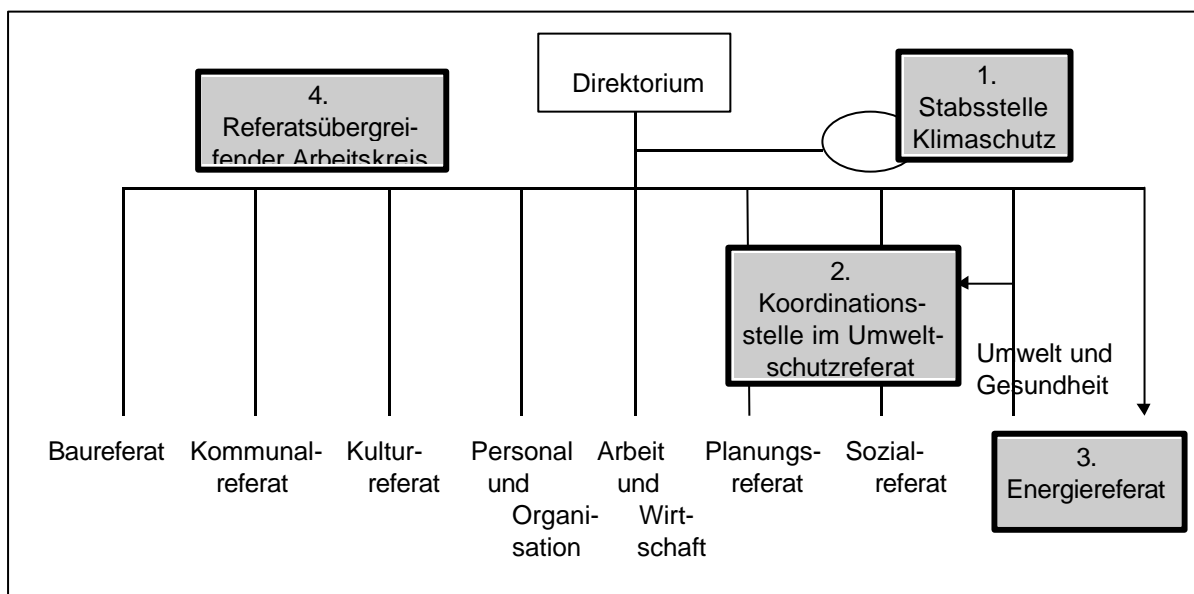 Direktorium
1.
Stabsstelle
Klimaschutz
4.
Referatsübergrei-
fender Arbeitskreis
2.
Koordinations-
stelle im Umwelt-
schutzreferat
Umwelt und
Gesundheit
Baureferat
Kommunal-
referat
Kultur-
referat
Personal
und
Organi-
sation
Arbeit
und
Wirt-
schaft
Planungs-
referat
Sozial-
referat
3.
Energiereferat